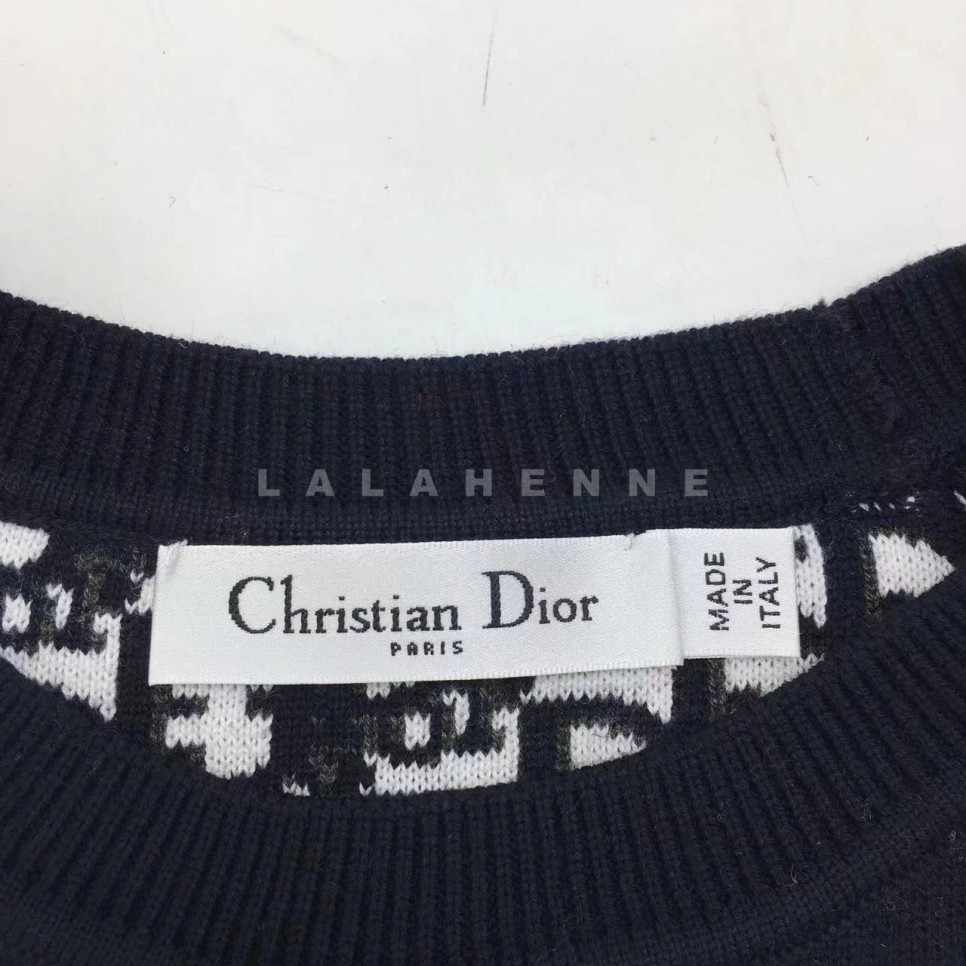 LALAHENNE
Christian Dior
PARIS
MADE
IN
ITALY